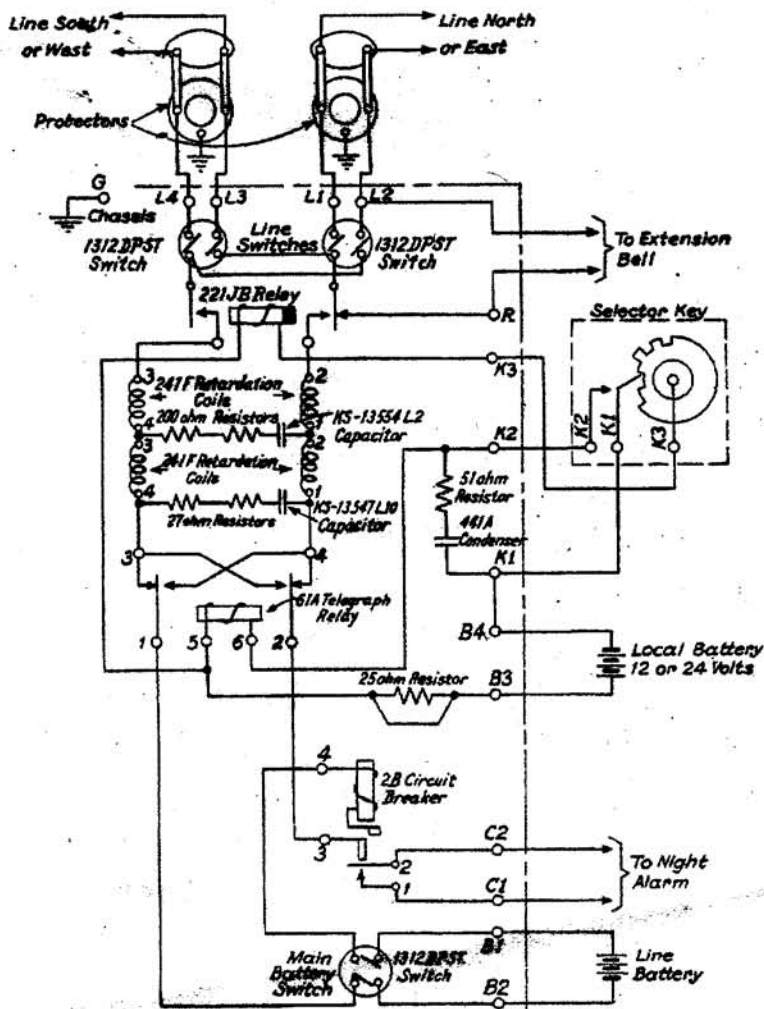 Line South
or West
Line North
or East
Protectors
G
Chassis
L4
L3
L1
L2
1312 DPST
Switch
Line
Switches
1312 DPST
Switch
To Extension
Bell
221 JB Relay
R
Selector Key
K3
K2
K1
K3
3
2
241F Retardation
Coils
4
1
200 ohm Resistors
KS-13554 L2
Capacitor
K2
3
2
241F Retardation
Coils
4
1
51 ohm
Resistor
27 ohm Resistors
KS-13547 L10
Capacitor
441A
Condenser
3
4
K1
61A Telegraph
Relay
1
5
6
2
B4
Local Battery
12 or 24 Volts
25 ohm Resistor
B3
4
2B Circuit
Breaker
3
C2
2
1
To Night
Alarm
C1
Main
Battery
Switch
1312 DPST
Switch
B1
Line
Battery
B2